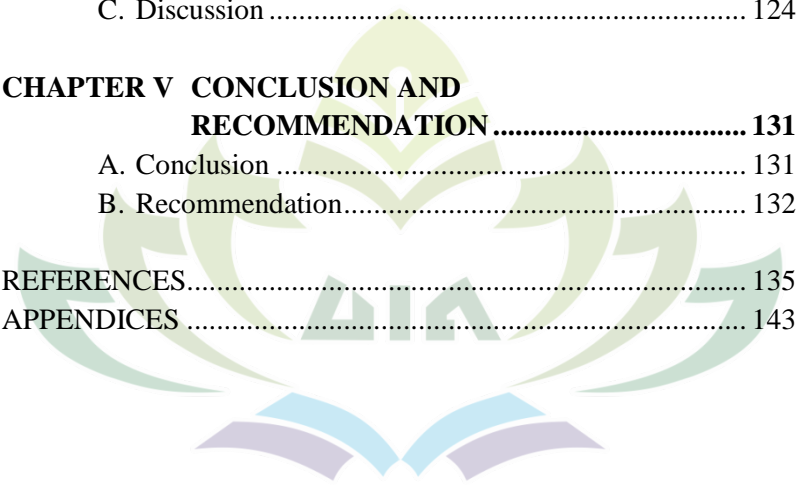 C. Discussion ................................................................ 124
CHAPTER V CONCLUSION AND
RECOMMENDATION ................................. 131
A. Conclusion ............................................................... 131
B. Recommendation...................................................... 132
REFERENCES.......................................................................... 135
APPENDICES .......................................................................... 143